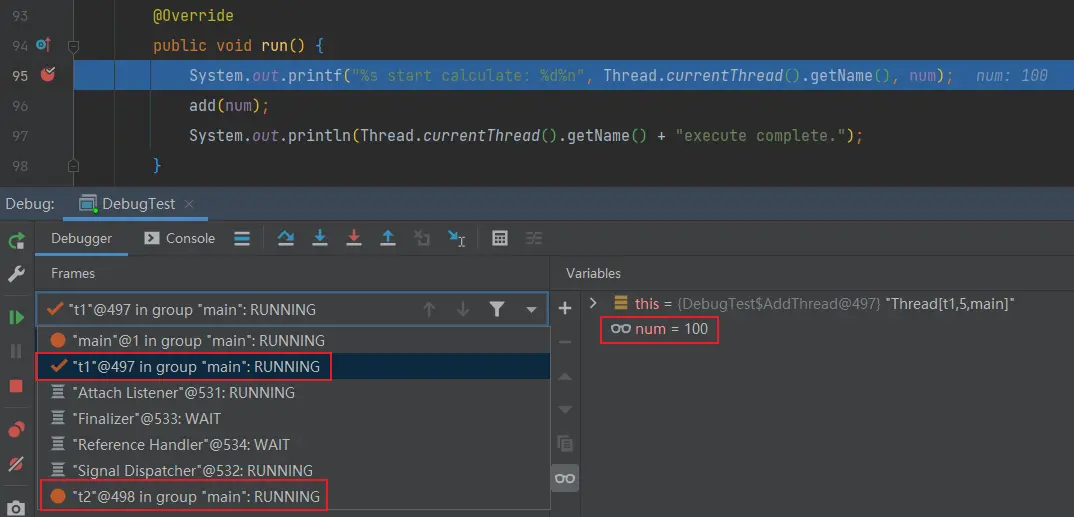 93 @Override
94 public void run() {
95 System.out.printf("%s start calculate: %d%n", Thread.currentThread().getName(), num); num: 100
96 add(num);
97 System.out.println(Thread.currentThread().getName() + "execute complete.");
98 }
Debug: DebugTest
Debugger Console
Frames
Variables
"t1"@497 in group "main": RUNNING
"main"@1 in group "main": RUNNING
"t1"@497 in group "main": RUNNING
"Attach Listener"@531: RUNNING
"Finalizer"@533: WAIT
"Reference Handler"@534: WAIT
"Signal Dispatcher"@532: RUNNING
"t2"@498 in group "main": RUNNING
this = {DebugTest$AddThread@497} "Thread[t1,5,main]"
num = 100